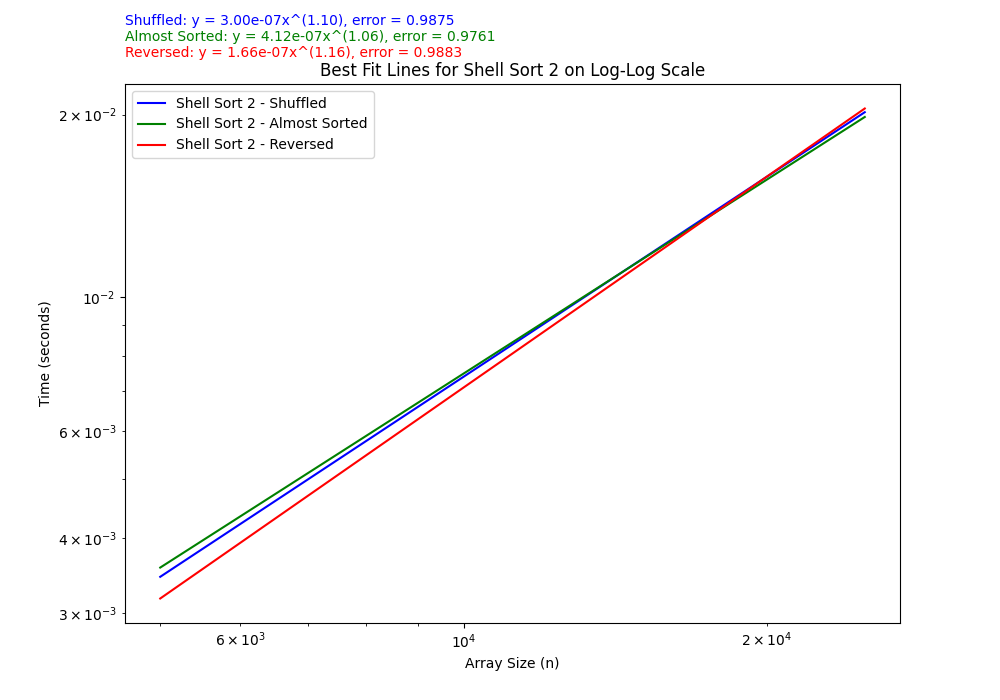 Shuffled: y = 3.00e-07x^(1.10), error = 0.9875
Almost Sorted: y = 4.12e-07x^(1.06), error = 0.9761
Reversed: y = 1.66e-07x^(1.16), error = 0.9883
Best Fit Lines for Shell Sort 2 on Log-Log Scale
Shell Sort 2 - Shuffled
Shell Sort 2 - Almost Sorted
Shell Sort 2 - Reversed
2 × 10⁻²
10⁻²
6 × 10⁻³
4 × 10⁻³
3 × 10⁻³
Time (seconds)
6 × 10³
10⁴
2 × 10⁴
Array Size (n)